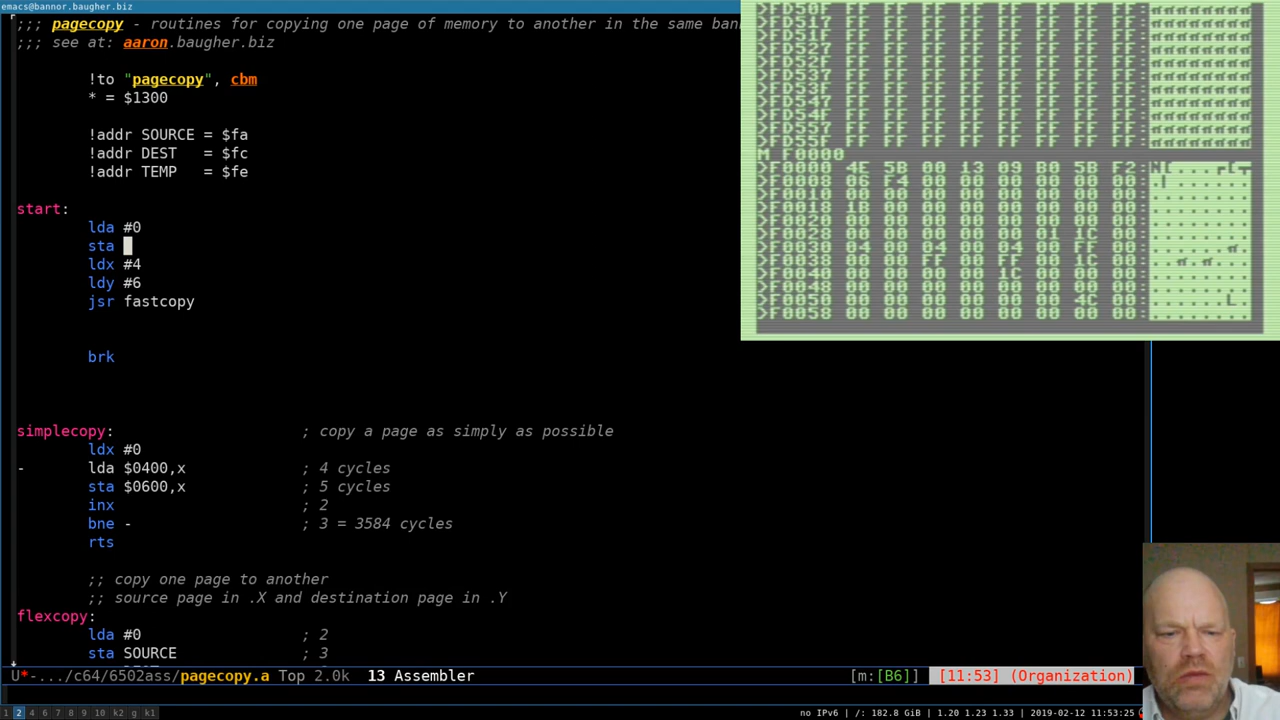 emacs@bannor.baugher.biz
;;; pagecopy - routines for copying one page of memory to another in the same ban
;;; see at: aaron.baugher.biz
!to "pagecopy", cbm
* = $1300
!addr SOURCE = $fa
!addr DEST   = $fc
!addr TEMP   = $fe
start:
lda #0
sta
ldx #4
ldy #6
jsr fastcopy
brk
simplecopy: ; copy a page as simply as possible
ldx #0
- lda $0400,x ; 4 cycles
sta $0600,x ; 5 cycles
inx ; 2
bne - ; 3 = 3584 cycles
rts
;; copy one page to another
;; source page in .X and destination page in .Y
flexcopy:
lda #0 ; 2
sta SOURCE ; 3
U*-.../c64/6502ass/pagecopy.a Top 2.0k 13 Assembler [m:[B6]] [11:53] (Organization)
1 2 3 4 6 7 8 9 10 k2 g k1 no IPv6 | /: 182.8 GiB | 1.20 1.23 1.33 | 2019-02-12 11:53:25
>FD50F FF FF FF FF FF FF FF FF:
>FD517 FF FF FF FF FF FF FF FF:
>FD51F FF FF FF FF FF FF FF FF:
>FD527 FF FF FF FF FF FF FF FF:
>FD52F FF FF FF FF FF FF FF FF:
>FD537 FF FF FF FF FF FF FF FF:
>FD53F FF FF FF FF FF FF FF FF:
>FD547 FF FF FF FF FF FF FF FF:
>FD54F FF FF FF FF FF FF FF FF:
>FD557 FF FF FF FF FF FF FF FF:
>FD55F FF FF FF FF FF FF FF FF:
M F0000
>F0000 4E 5B 00 13 09 B0 5B F2:
>F0008 06 F4 00 00 00 00 00 00:
>F0010 00 00 00 00 00 00 00 00:
>F0018 1B 00 00 00 00 00 00 00:
>F0020 00 00 00 00 00 00 00 00:
>F0028 00 00 00 00 00 01 1C 00:
>F0030 04 00 04 00 04 00 FF 00:
>F0038 00 00 FF 00 FF 00 1C 00:
>F0040 00 00 00 00 1C 00 00 00:
>F0048 00 00 00 00 00 00 00 00:
>F0050 00 00 00 00 00 00 4C 00:
>F0058 00 00 00 00 00 00 00 00: